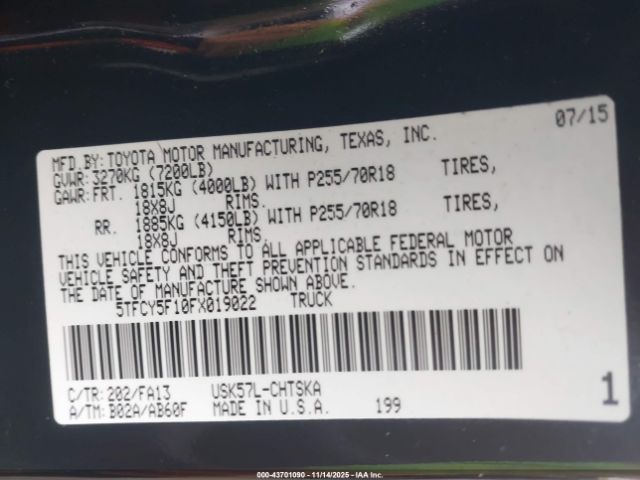 07/15
MFD.BY:TOYOTA MOTOR MANUFACTURING, TEXAS, INC.
GVWR:3270KG (7200LB)
GAWR:FRT. 1815KG (4000LB) WITH P255/70R18 TIRES,
18X8J RIMS.
RR. 1885KG (4150LB) WITH P255/70R18 TIRES,
18X8J RIMS.
THIS VEHICLE CONFORMS TO ALL APPLICABLE FEDERAL MOTOR
VEHICLE SAFETY AND THEFT PREVENTION STANDARDS IN EFFECT ON
THE DATE OF MANUFACTURE SHOWN ABOVE.
5TFCY5F10FX019022 TRUCK
C/TR:202/FA13 USK57L-CHTSKA
A/TM:B02A/AB60F MADE IN U.S.A. 199
1
000-43701090 - 11/14/2025 - IAA Inc.